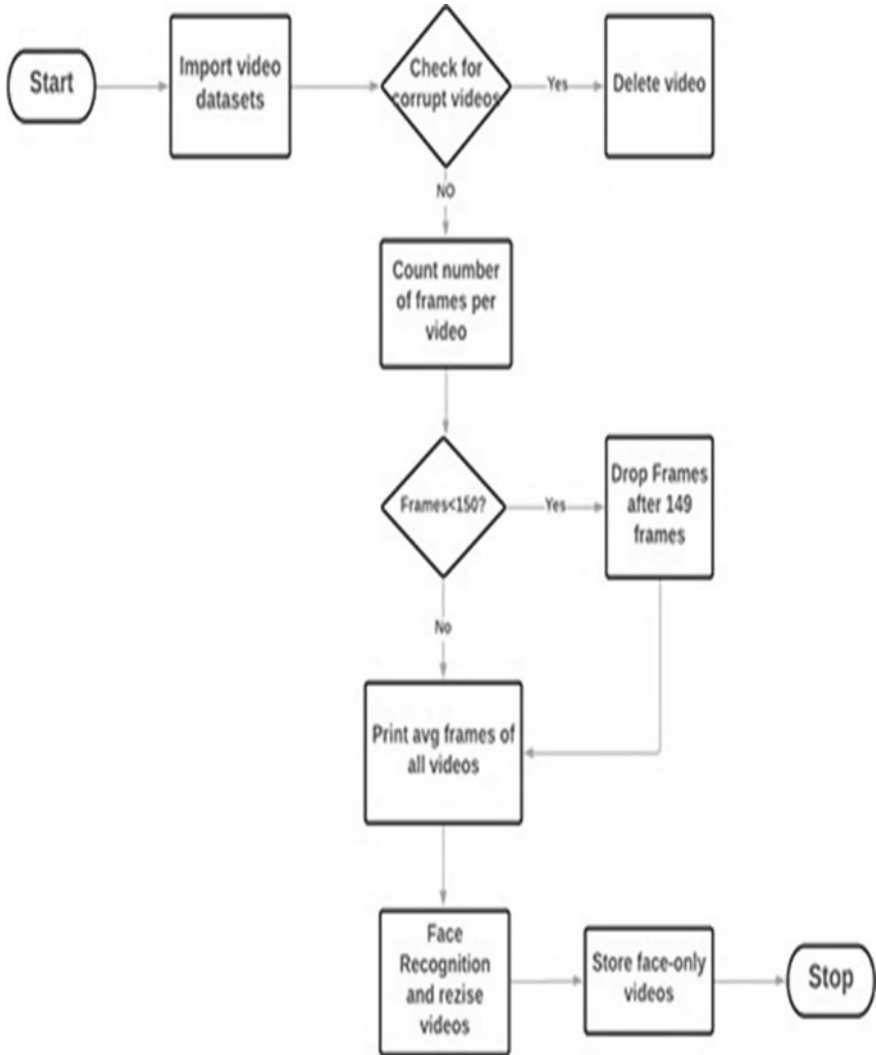 Start
Import video
datasets
Check for
corrupt videos
Yes
Delete video
NO
Count number
of frames per
video
Frames<150?
Yes
Drop Frames
after 149
frames
No
Print avg frames of
all videos
Face
Recognition
and rezise
videos
Store face-only
videos
Stop